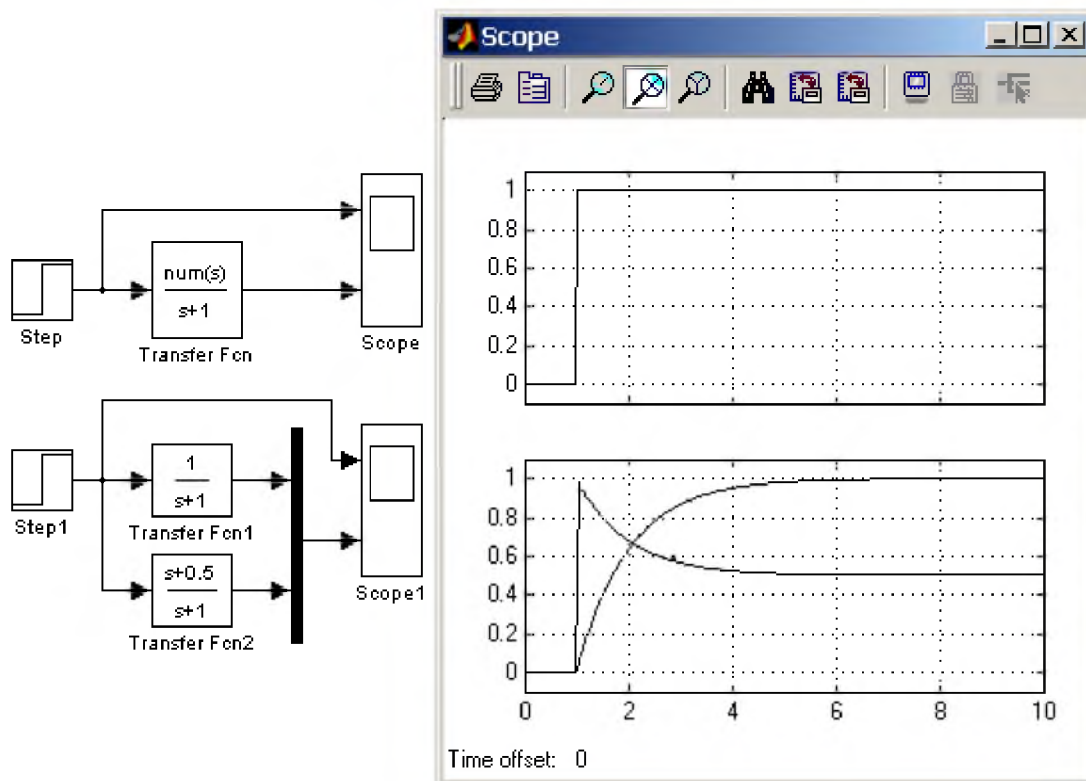 Scope
num(s)
s+1
Step
Transfer Fcn
Scope
1
s+1
Step1
Transfer Fcn1
s+0.5
s+1
Transfer Fcn2
Scope1
1
0.8
0.6
0.4
0.2
0
1
0.8
0.6
0.4
0.2
0
0 2 4 6 8 10
Time offset: 0